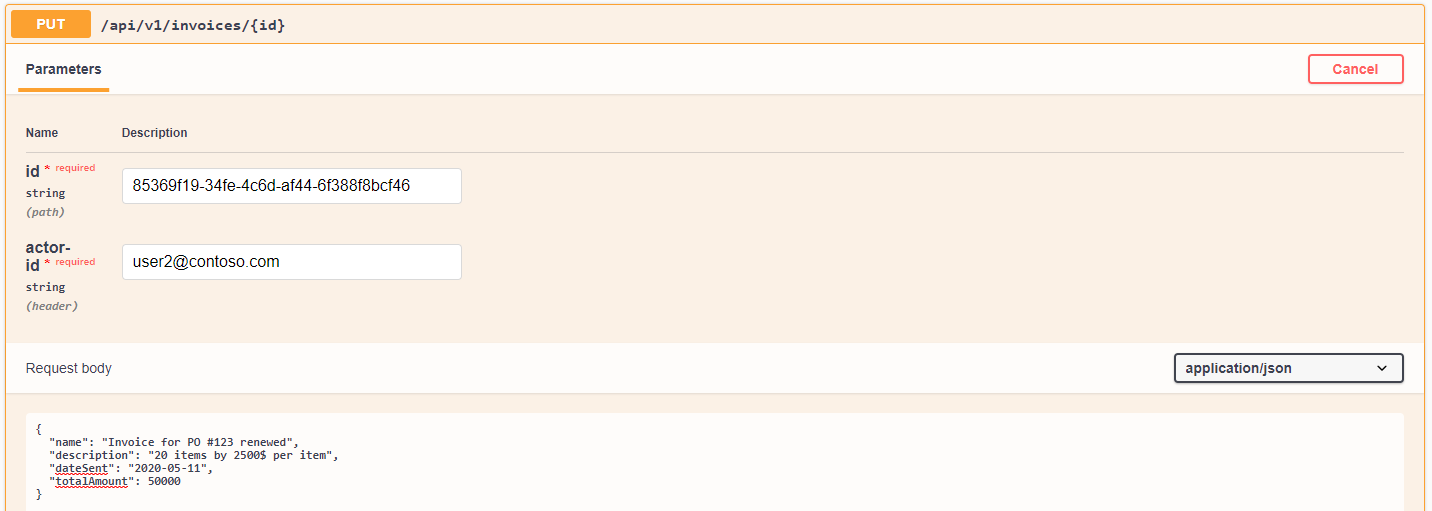 PUT /api/v1/invoices/{id}
Parameters
Cancel
Name Description
id * required
string
(path)
85369f19-34fe-4c6d-af44-6f388f8bcf46
actor-
id * required
string
(header)
user2@contoso.com
Request body
application/json
{
  "name": "Invoice for PO #123 renewed",
  "description": "20 items by 2500$ per item",
  "dateSent": "2020-05-11",
  "totalAmount": 50000
}